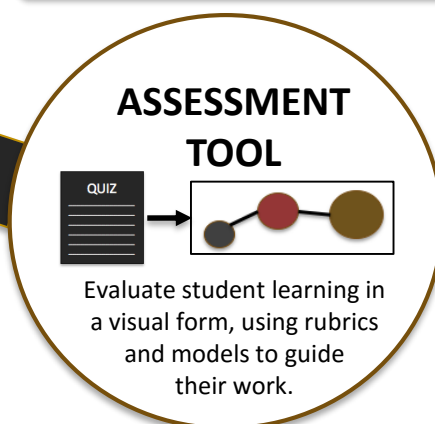 ASSESSMENT
TOOL
QUIZ
Evaluate student learning in
a visual form, using rubrics
and models to guide
their work.